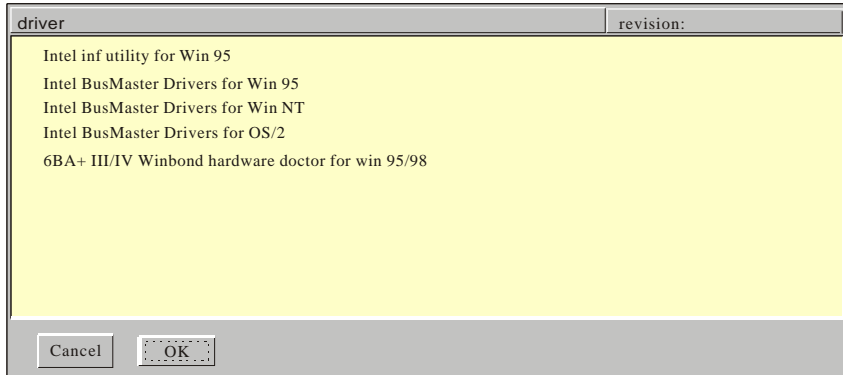 driver revision:
Intel inf utility for Win 95
Intel BusMaster Drivers for Win 95
Intel BusMaster Drivers for Win NT
Intel BusMaster Drivers for OS/2
6BA+ III/IV Winbond hardware doctor for win 95/98
Cancel OK